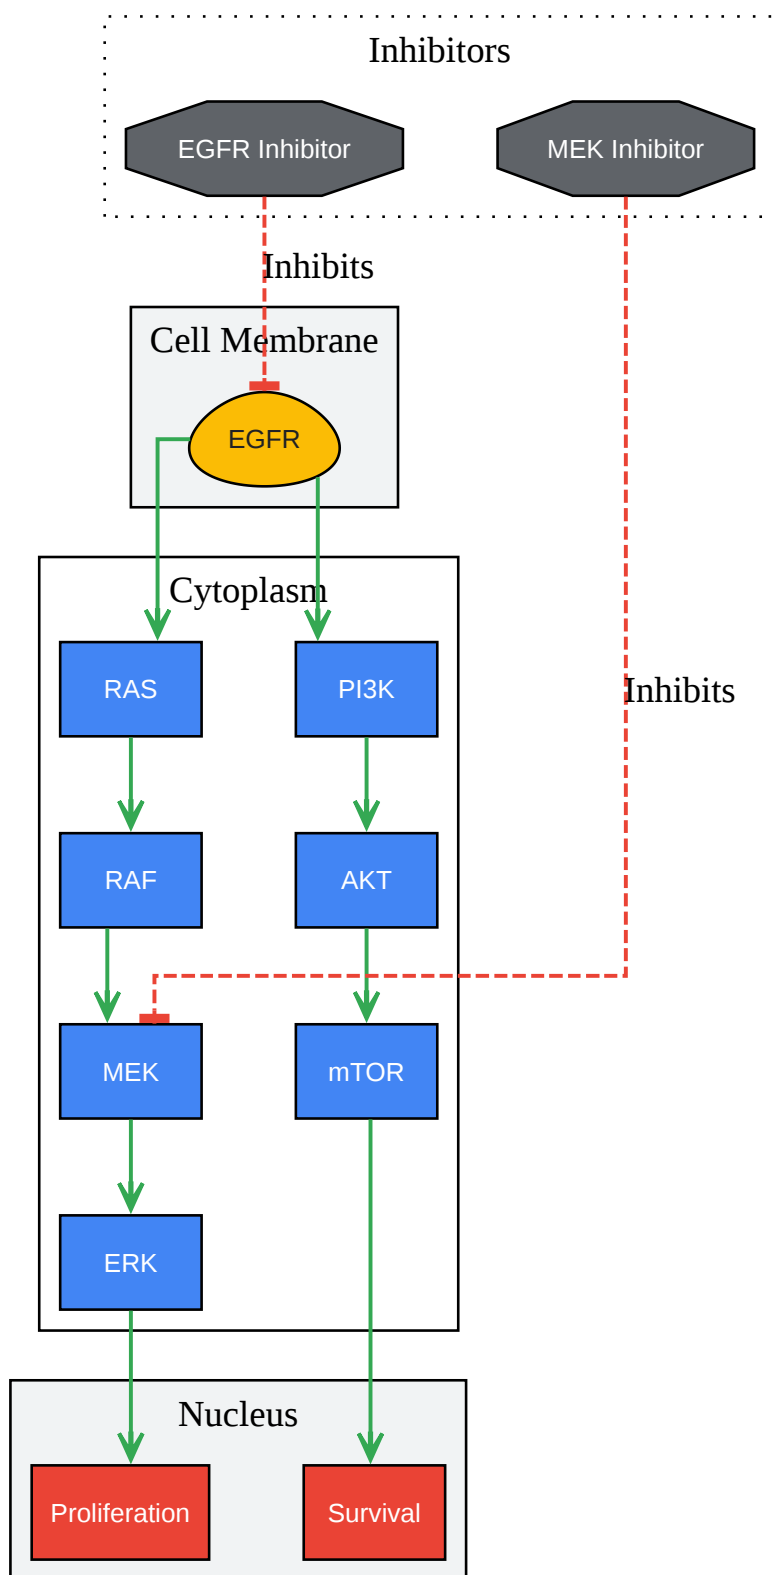 Inhibitors
EGFR Inhibitor
MEK Inhibitor
Inhibits
Cell Membrane
EGFR
Cytoplasm
RAS
PI3K
Inhibits
RAF
AKT
MEK
mTOR
ERK
Nucleus
Proliferation
Survival